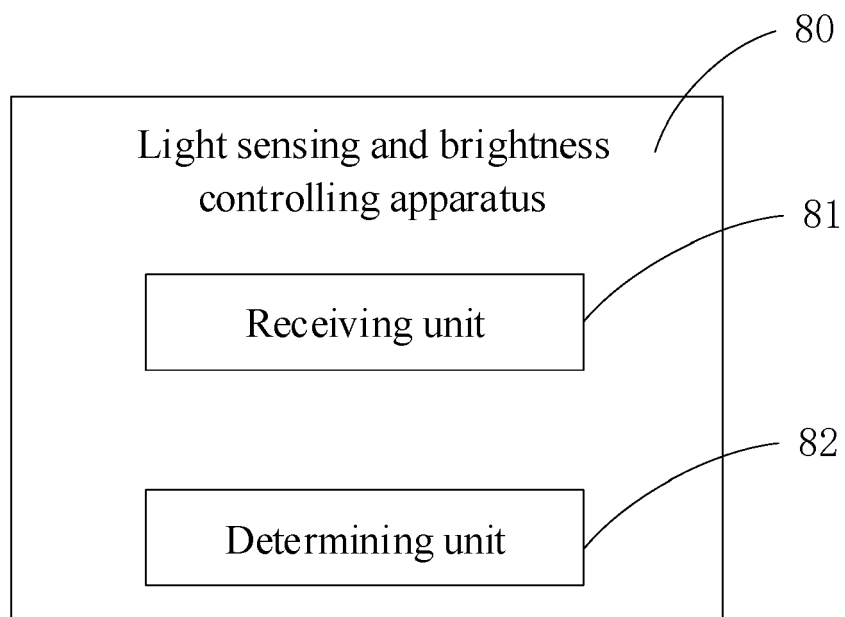 80
Light sensing and brightness
controlling apparatus
81
Receiving unit
82
Determining unit